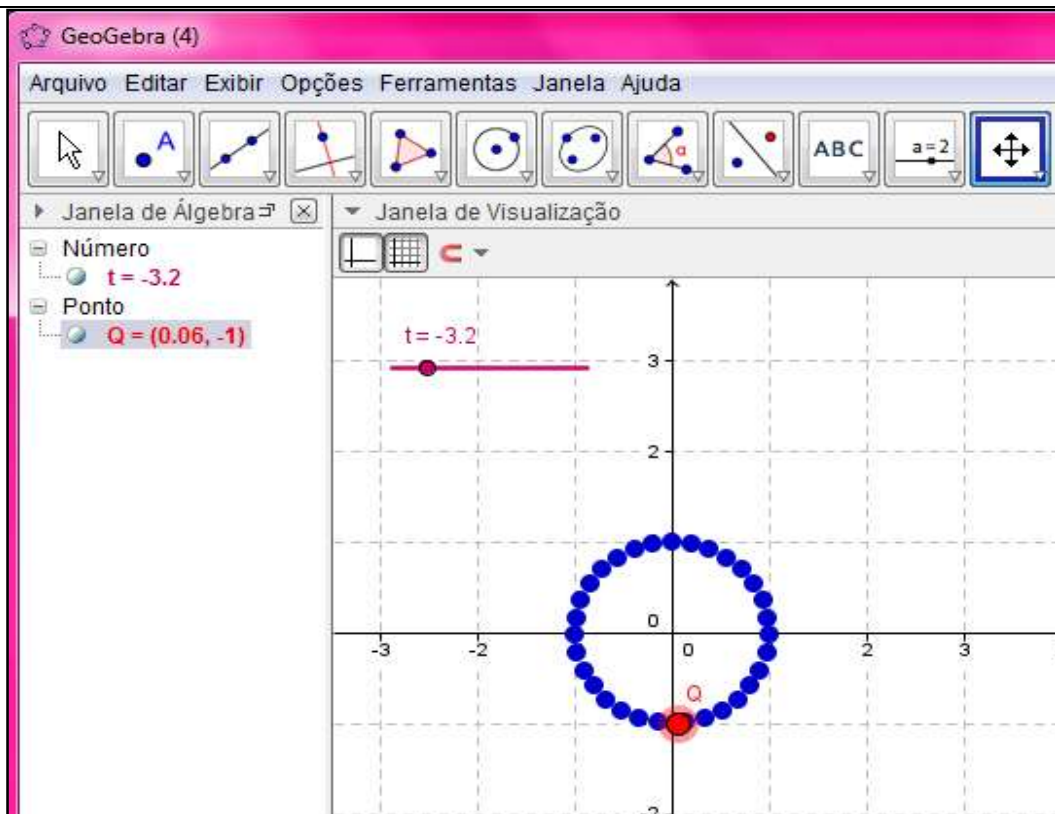 GeoGebra (4)
Arquivo Editar Exibir Opções Ferramentas Janela Ajuda
A
α
ABC
a=2
Janela de Álgebra
Janela de Visualização
Número
t = -3.2
Ponto
Q = (0.06, -1)
t = -3.2
3
2
0
-3 -2 0 2 3
Q
-2